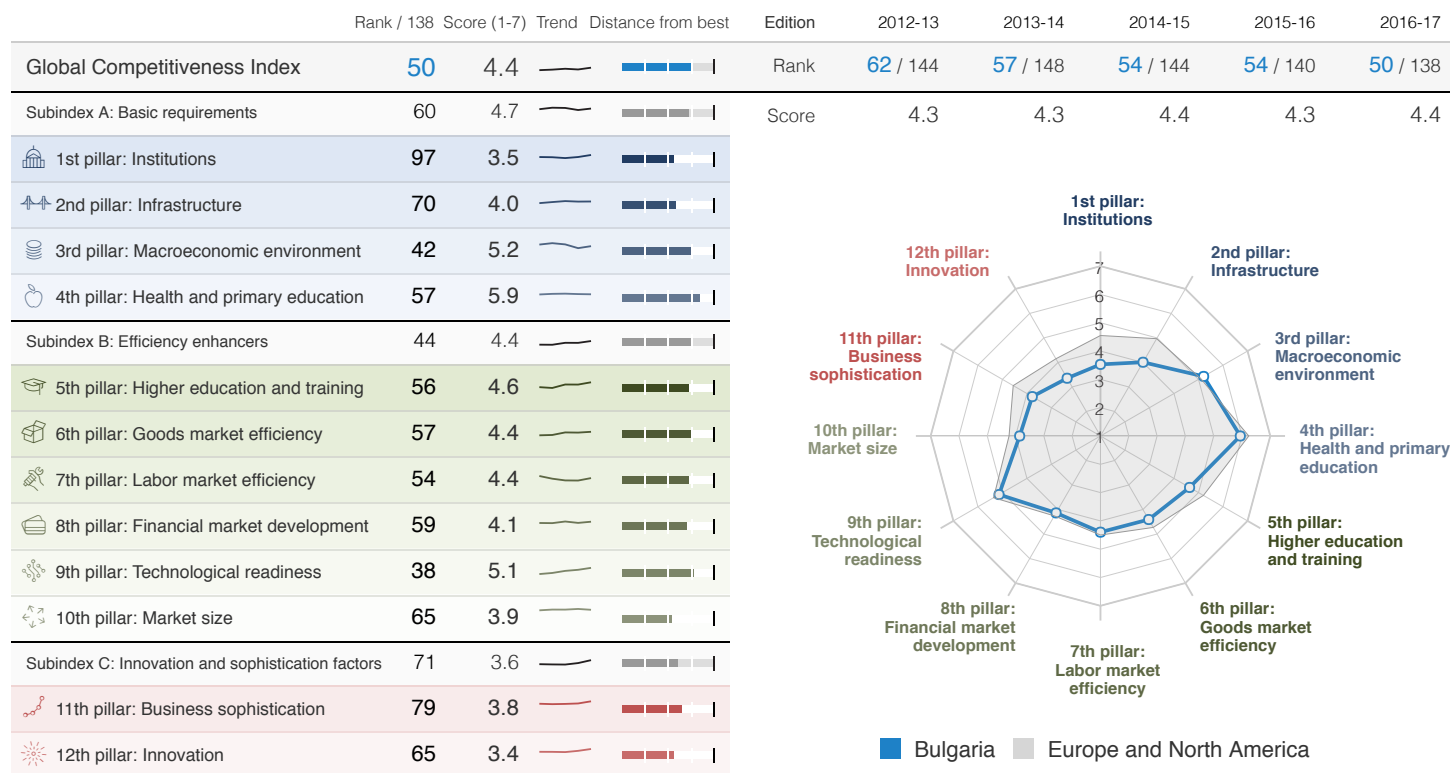 Rank / 138 Score (1-7) Trend Distance from best
Global Competitiveness Index 50 4.4
Subindex A: Basic requirements 60 4.7
1st pillar: Institutions 97 3.5
2nd pillar: Infrastructure 70 4.0
3rd pillar: Macroeconomic environment 42 5.2
4th pillar: Health and primary education 57 5.9
Subindex B: Efficiency enhancers 44 4.4
5th pillar: Higher education and training 56 4.6
6th pillar: Goods market efficiency 57 4.4
7th pillar: Labor market efficiency 54 4.4
8th pillar: Financial market development 59 4.1
9th pillar: Technological readiness 38 5.1
10th pillar: Market size 65 3.9
Subindex C: Innovation and sophistication factors 71 3.6
11th pillar: Business sophistication 79 3.8
12th pillar: Innovation 65 3.4
Edition 2012-13 2013-14 2014-15 2015-16 2016-17
Rank 62 / 144 57 / 148 54 / 144 54 / 140 50 / 138
Score 4.3 4.3 4.4 4.3 4.4
1st pillar:
Institutions
2nd pillar:
Infrastructure
3rd pillar:
Macroeconomic
environment
4th pillar:
Health and primary
education
5th pillar:
Higher education
and training
6th pillar:
Goods market
efficiency
7th pillar:
Labor market
efficiency
8th pillar:
Financial market
development
9th pillar:
Technological
readiness
10th pillar:
Market size
11th pillar:
Business
sophistication
12th pillar:
Innovation
7
6
5
4
3
2
1
Bulgaria Europe and North America